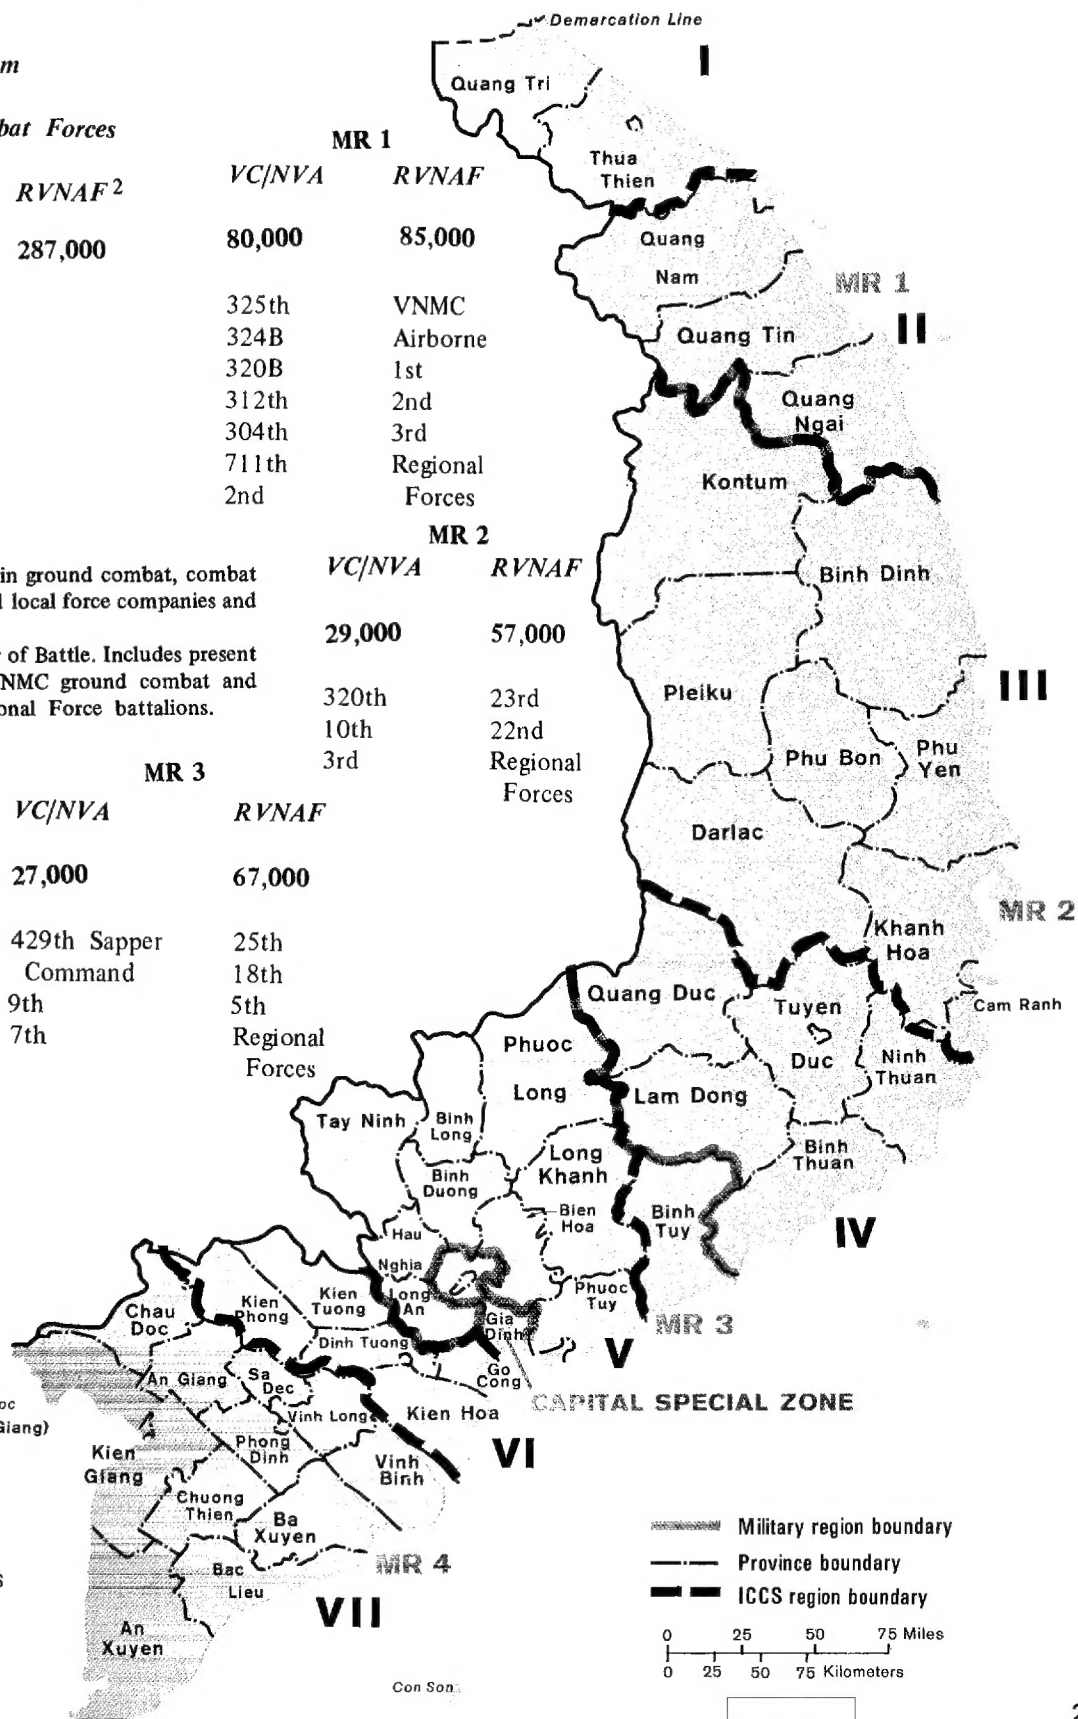 Demarcation Line
m
I
Quang Tri
bat Forces
MR 1
VC/NVA RVNAF
RVNAF2
Thua
Thien
287,000
80,000 85,000
Quang
Nam
MR 1
325th VNMC
324B Airborne
320B 1st
312th 2nd
304th 3rd
711th Regional
2nd Forces
Quang Tin
II
Quang
Ngai
Kontum
MR 2
in ground combat, combat
local force companies and
of Battle. Includes present
NMC ground combat and
onal Force battalions.
VC/NVA RVNAF
29,000 57,000
320th 23rd
10th 22nd
3rd Regional
Forces
Binh Dinh
III
Pleiku
Phu Bon
Phu
Yen
MR 3
VC/NVA RVNAF
27,000 67,000
429th Sapper 25th
Command 18th
9th 5th
7th Regional
Forces
Darlac
MR 2
Khanh
Hoa
Cam Ranh
Quang Duc
Tuyen
Duc
Ninh
Thuan
Phuoc
Long
Lam Dong
Tay Ninh
Binh
Long
Long
Khanh
Binh
Thuan
Binh
Duong
Bien
Hoa
Binh
Tuy
IV
Hau
Nghia
Kien
Phong
Kien
Tuong
Long
An
Phuoc
Tuy
Chau
Doc
Dinh Tuong
Gia
Dinh
MR 3
V
Go
Cong
CAPITAL SPECIAL ZONE
An Giang
Sa
Dec
oc
Giang)
Vinh Long
Kien Hoa
VI
Kien
Giang
Phong
Dinh
Vinh
Binh
Chuong
Thien
Ba
Xuyen
MR 4
Bac
Lieu
VII
s
An
Xuyen
Con Son
Military region boundary
Province boundary
ICCS region boundary
0 25 50 75 Miles
0 25 50 75 Kilometers